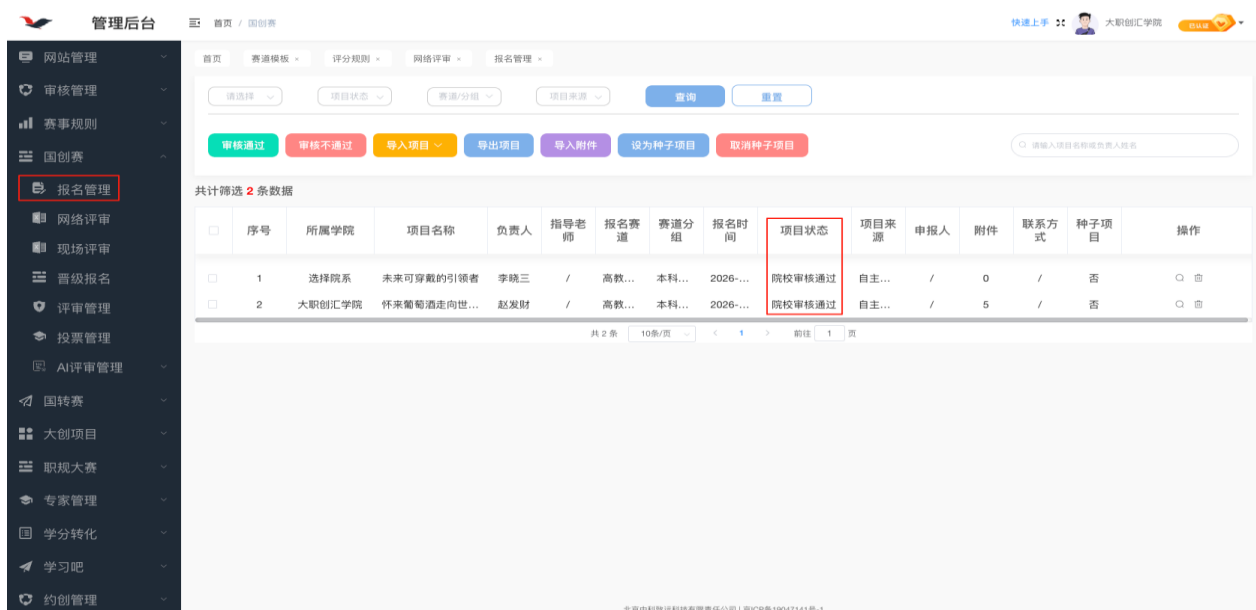 管理后台
首页 / 国创赛
快速上手
大职创汇学院
已认证
网站管理
审核管理
赛事规则
国创赛
报名管理
网络评审
现场评审
晋级报名
评审管理
投票管理
AI评审管理
国转赛
大创项目
职规大赛
专家管理
学分转化
学习吧
约创管理
首页 赛道模板 × 评分规则 × 网络评审 × 报名管理 ×
请选择 项目状态 赛道/分组 项目来源 查询 重置
审核通过 审核不通过 导入项目 导出项目 导入附件 设为种子项目 取消种子项目 请输入项目名称或负责人姓名
共计筛选 2 条数据
序号 所属学院 项目名称 负责人 指导老师 报名赛道 赛道分组 报名时间 项目状态 项目来源 申报人 附件 联系方式 种子项目 操作
1 选择院系 未来可穿戴的引领者 李晓三 / 高教... 本科... 2026-... 院校审核通过 自主... / 0 / 否
2 大职创汇学院 怀来葡萄酒走向世... 赵发财 / 高教... 本科... 2026-... 院校审核通过 自主... / 5 / 否
共 2 条 10条/页 < 1 > 前往 1 页